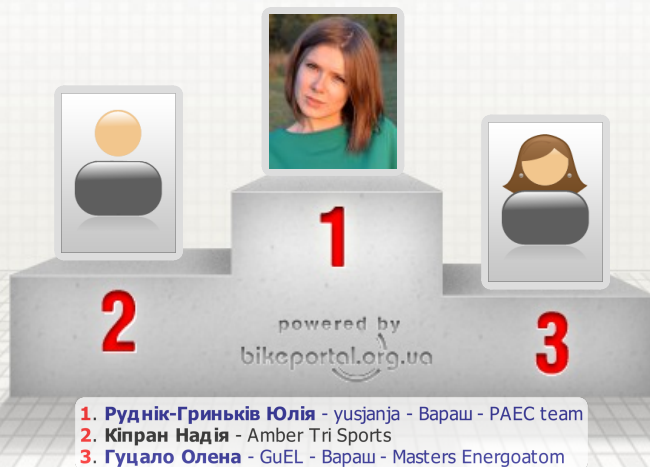 1
2
3
powered by
bikeportal.org.ua
1. Руднік-Гриньків Юлія - yusjanja - Вараш - PAEC team
2. Кіпран Надія - Amber Tri Sports
3. Гуцало Олена - GuEL - Вараш - Masters Energoatom